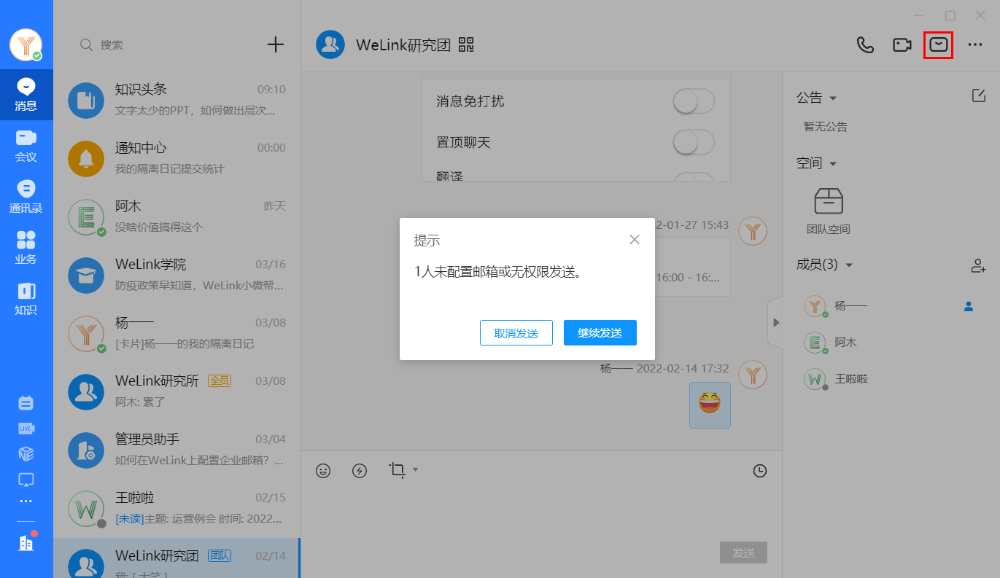 消息
会议
通讯录
业务
知识
LIVE
搜索
知识头条 09:10
文字太少的PPT，如何做出层次...
通知中心 00:00
我的隔离日记提交统计
阿木 昨天
没啥价值搞得这个
WeLink学院 03/16
防疫政策早知道，WeLink小微帮...
杨一一 03/08
[卡片]杨一一的我的隔离日记
WeLink研究所 全员 03/08
阿木: 累了
管理员助手 03/04
如何在WeLink上配置企业邮箱？...
王啦啦 02/15
[未读]主题: 运营例会 时间: 2022...
WeLink研究团 团队 02/14
我: [ 大笑 ]
WeLink研究团
消息免打扰
置顶聊天
翻译
2-01-27 15:43
16:00 - 16:...
提示
1人未配置邮箱或无权限发送。
取消发送 继续发送
杨一一 2022-02-14 17:32
发送
公告
暂无公告
空间
团队空间
成员(3)
杨一一
阿木
王啦啦